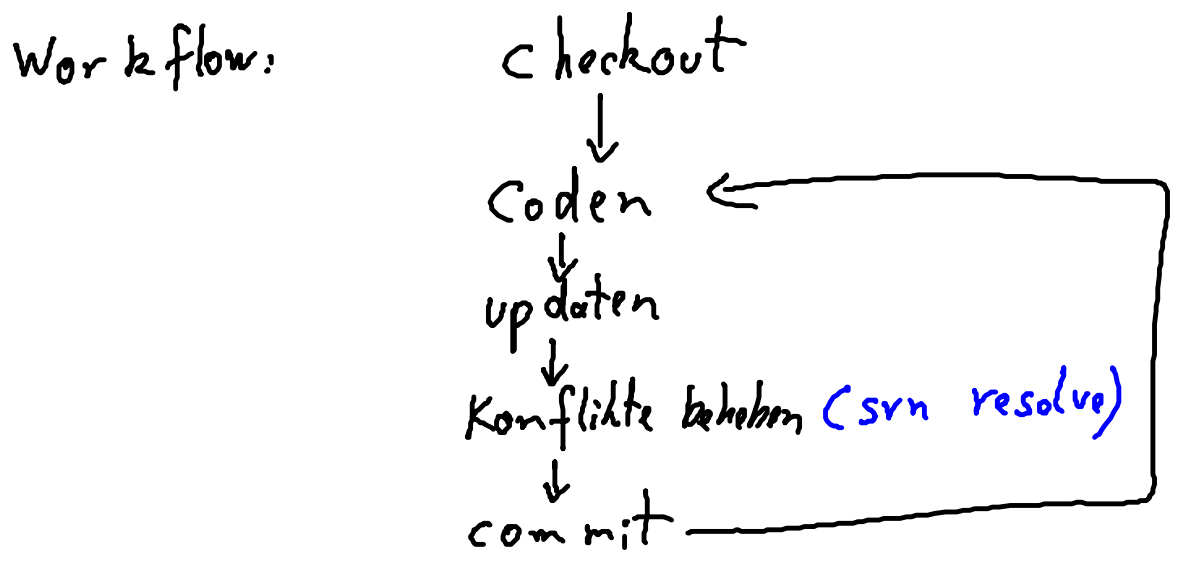 Workflow: Checkout
Coden
updaten
Konflikte beheben (svn resolve)
commit